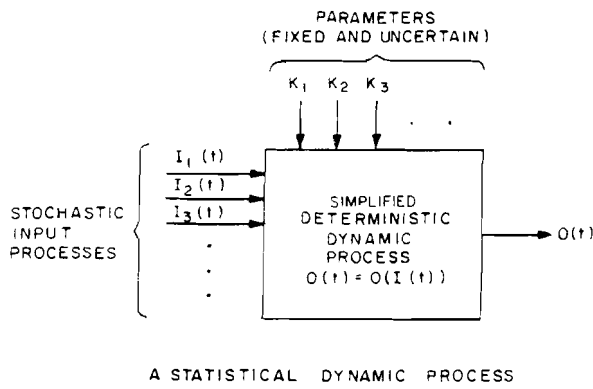 PARAMETERS
(FIXED AND UNCERTAIN)
K1 K2 K3 . .
I1 (t)
I2 (t)
I3 (t)
STOCHASTIC
INPUT
PROCESSES
SIMPLIFIED
DETERMINISTIC
DYNAMIC
PROCESS
O(t) = O(I(t))
O(t)
A STATISTICAL DYNAMIC PROCESS